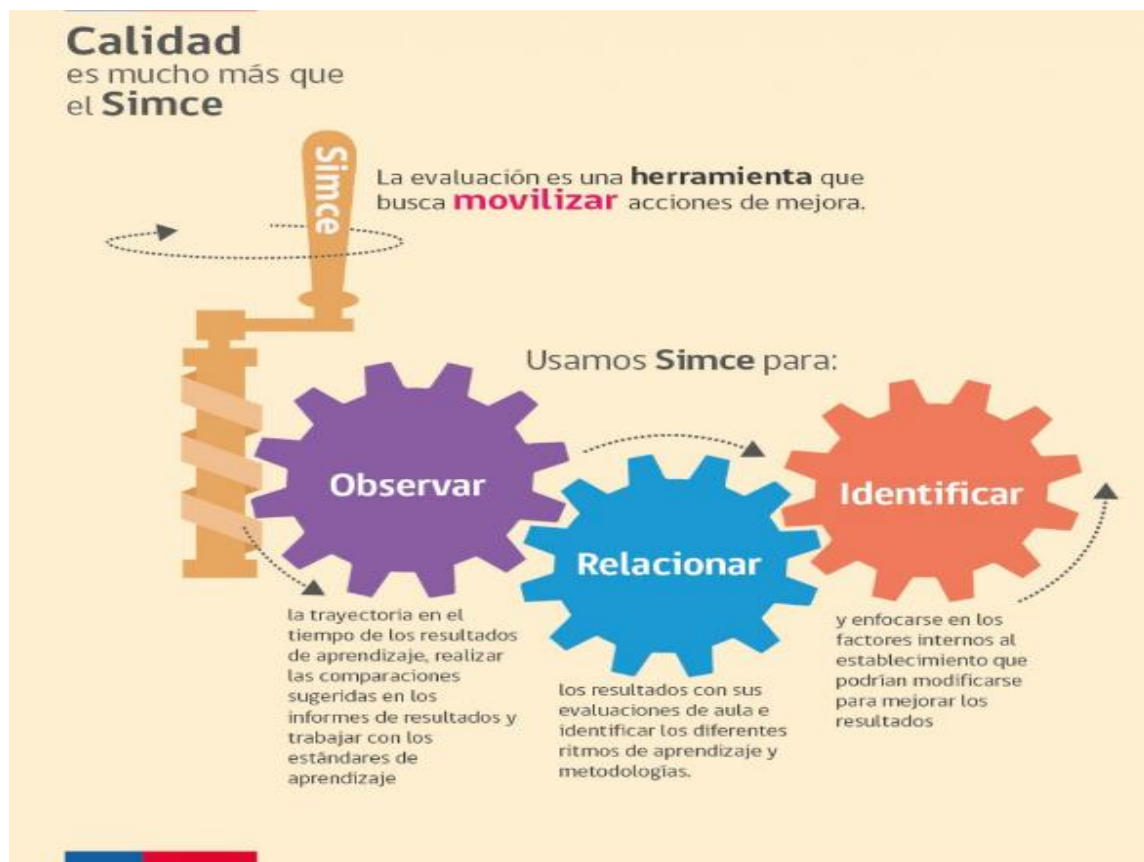 Calidad
es mucho más que
el Simce
Simce
La evaluación es una herramienta que
busca movilizar acciones de mejora.
Usamos Simce para:
Observar
la trayectoria en el
tiempo de los resultados
de aprendizaje, realizar
las comparaciones
sugeridas en los
informes de resultados y
trabajar con los
estándares de
aprendizaje
Relacionar
los resultados con sus
evaluaciones de aula e
identificar los diferentes
ritmos de aprendizaje y
metodologías.
Identificar
y enfocarse en los
factores internos al
establecimiento que
podrían modificarse
para mejorar los
resultados